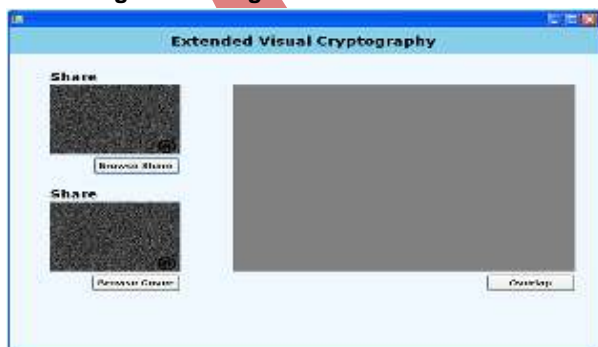 Extended Visual Cryptography
Share
Browse Share
Share
Browse Cover
Overlap